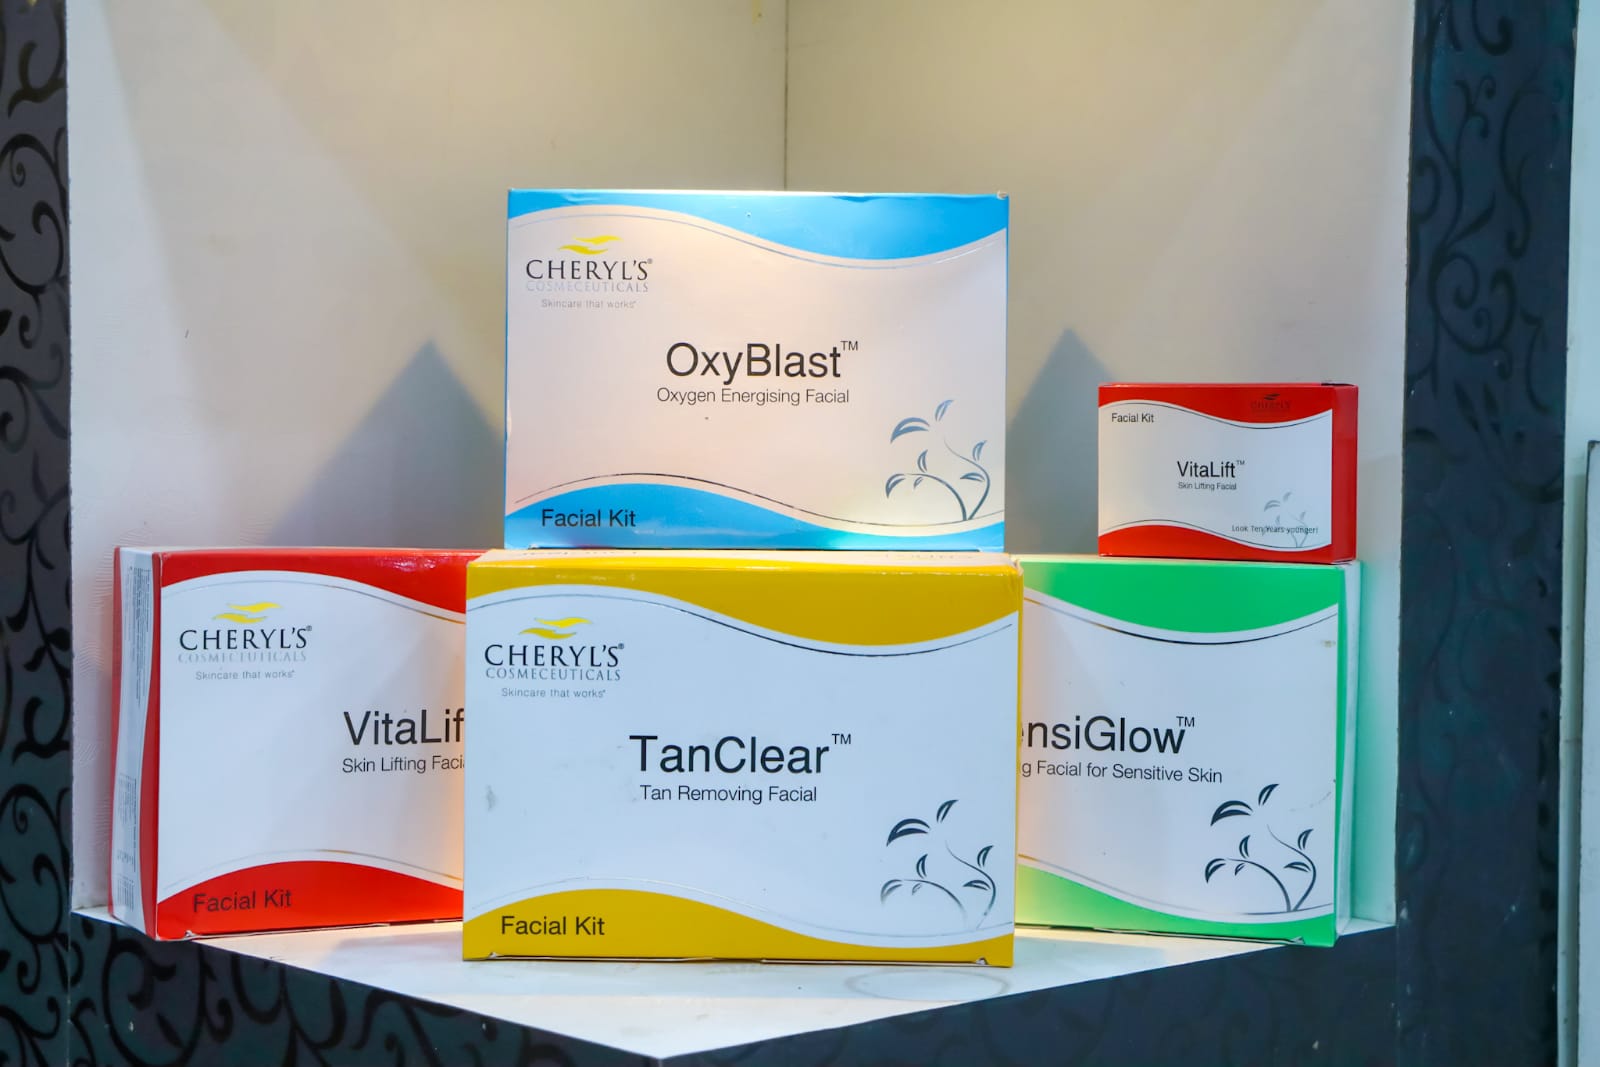 CHERYL'S®
COSMECEUTICALS
Skincare that works®
OxyBlast™
Oxygen Energising Facial
Facial Kit
Facial Kit
VitaLift™
Skin Lifting Facial
Look Ten Years younger!
CHERYL'S®
COSMECEUTICALS
Skincare that works®
VitaLif
Skin Lifting Facia
Facial Kit
CHERYL'S®
COSMECEUTICALS
Skincare that works®
TanClear™
Tan Removing Facial
Facial Kit
ensiGlow™
g Facial for Sensitive Skin